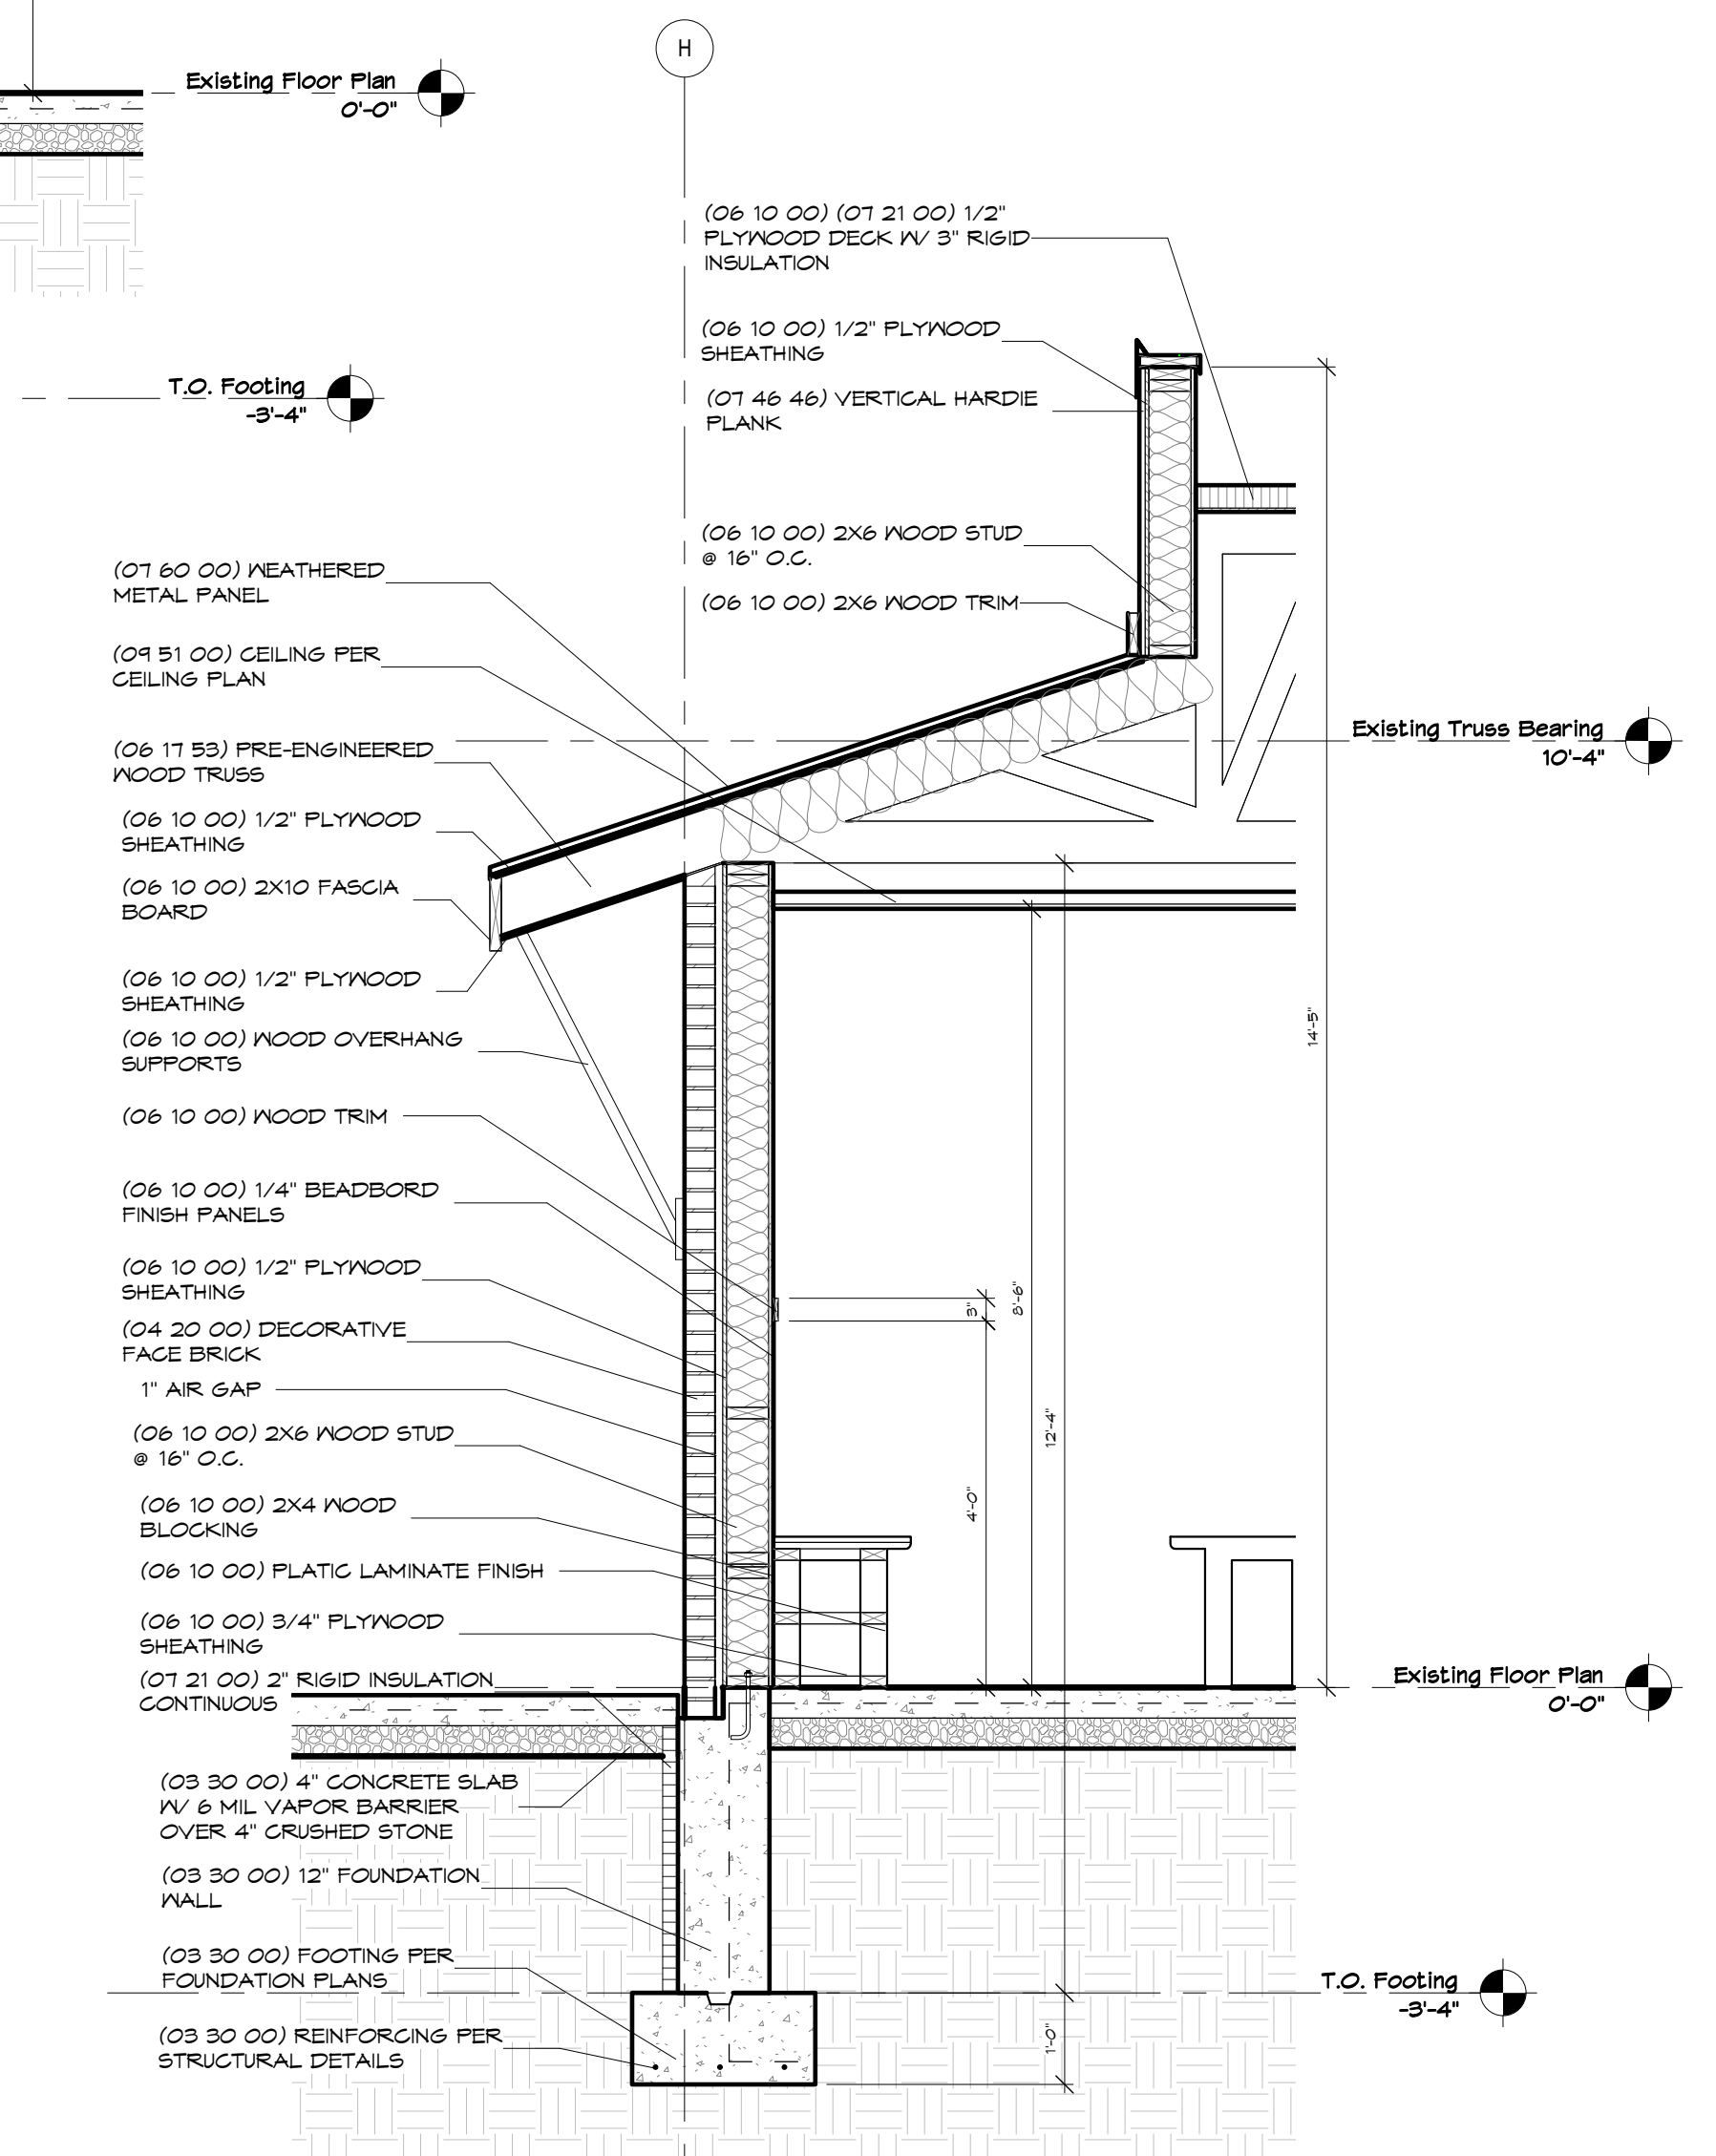 H
Existing Floor Plan
0'-0"
(06 10 00) (07 21 00) 1/2"
PLYWOOD DECK W/ 3" RIGID
INSULATION
(06 10 00) 1/2" PLYWOOD
SHEATHING
T.O. Footing
-3'-4"
(07 46 46) VERTICAL HARDIE
PLANK
(06 10 00) 2X6 WOOD STUD
@ 16" O.C.
(06 10 00) 2X6 WOOD TRIM
(07 60 00) WEATHERED
METAL PANEL
(09 51 00) CEILING PER
CEILING PLAN
Existing Truss Bearing
10'-4"
(06 17 53) PRE-ENGINEERED
WOOD TRUSS
(06 10 00) 1/2" PLYWOOD
SHEATHING
(06 10 00) 2X10 FASCIA
BOARD
(06 10 00) 1/2" PLYWOOD
SHEATHING
(06 10 00) WOOD OVERHANG
SUPPORTS
(06 10 00) WOOD TRIM
(06 10 00) 1/4" BEADBORD
FINISH PANELS
(06 10 00) 1/2" PLYWOOD
SHEATHING
(04 20 00) DECORATIVE
FACE BRICK
1" AIR GAP
(06 10 00) 2X6 WOOD STUD
@ 16" O.C.
(06 10 00) 2X4 WOOD
BLOCKING
(06 10 00) PLATIC LAMINATE FINISH
(06 10 00) 3/4" PLYWOOD
SHEATHING
(07 21 00) 2" RIGID INSULATION
CONTINUOUS
(03 30 00) 4" CONCRETE SLAB
W/ 6 MIL VAPOR BARRIER
OVER 4" CRUSHED STONE
(03 30 00) 12" FOUNDATION
WALL
(03 30 00) FOOTING PER
FOUNDATION PLANS
(03 30 00) REINFORCING PER
STRUCTURAL DETAILS
3"
4'-0"
8'-6"
12'-4"
14'-5"
1'-0"
Existing Floor Plan
0'-0"
T.O. Footing
-3'-4"